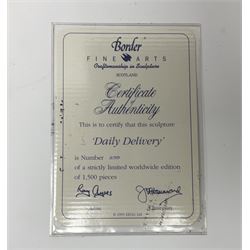 Border
FINE ARTS
Craftsmanship in Sculpture
SCOTLAND
Certificate
of
Authenticity
This is to certify that this sculpture
'Daily Delivery'
is Number
of a strictly limited worldwide edition
of 1,500 pieces